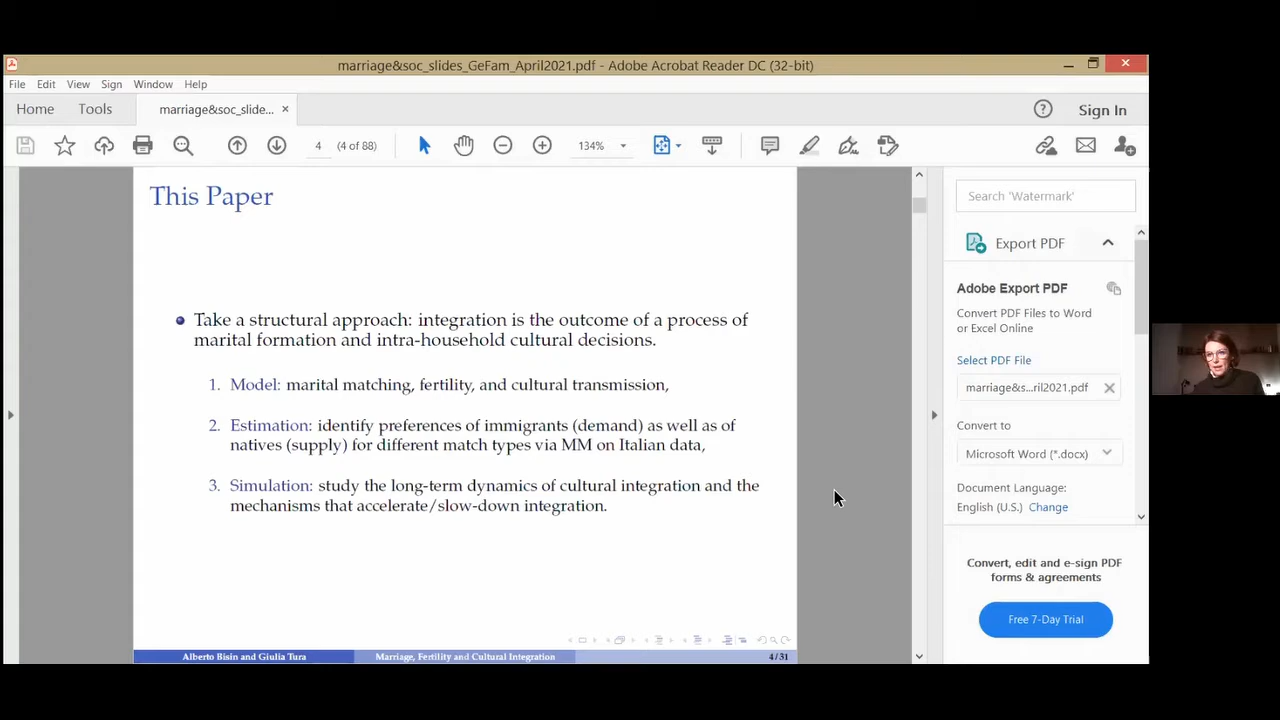 marriage&soc_slides_GeFam_April2021.pdf - Adobe Acrobat Reader DC (32-bit)
File Edit View Sign Window Help
Home Tools marriage&soc_slide... × Sign In
4 (4 of 88) 134%
This Paper
Take a structural approach: integration is the outcome of a process of
marital formation and intra-household cultural decisions.
1. Model: marital matching, fertility, and cultural transmission,
2. Estimation: identify preferences of immigrants (demand) as well as of
natives (supply) for different match types via MM on Italian data,
3. Simulation: study the long-term dynamics of cultural integration and the
mechanisms that accelerate/slow-down integration.
Alberto Bisin and Giulia Tura Marriage, Fertility and Cultural Integration 4/31
Search 'Watermark'
Export PDF
Adobe Export PDF
Convert PDF Files to Word
or Excel Online
Select PDF File
marriage&s...ril2021.pdf
Convert to
Microsoft Word (*.docx)
Document Language:
English (U.S.) Change
Convert, edit and e-sign PDF
forms & agreements
Free 7-Day Trial